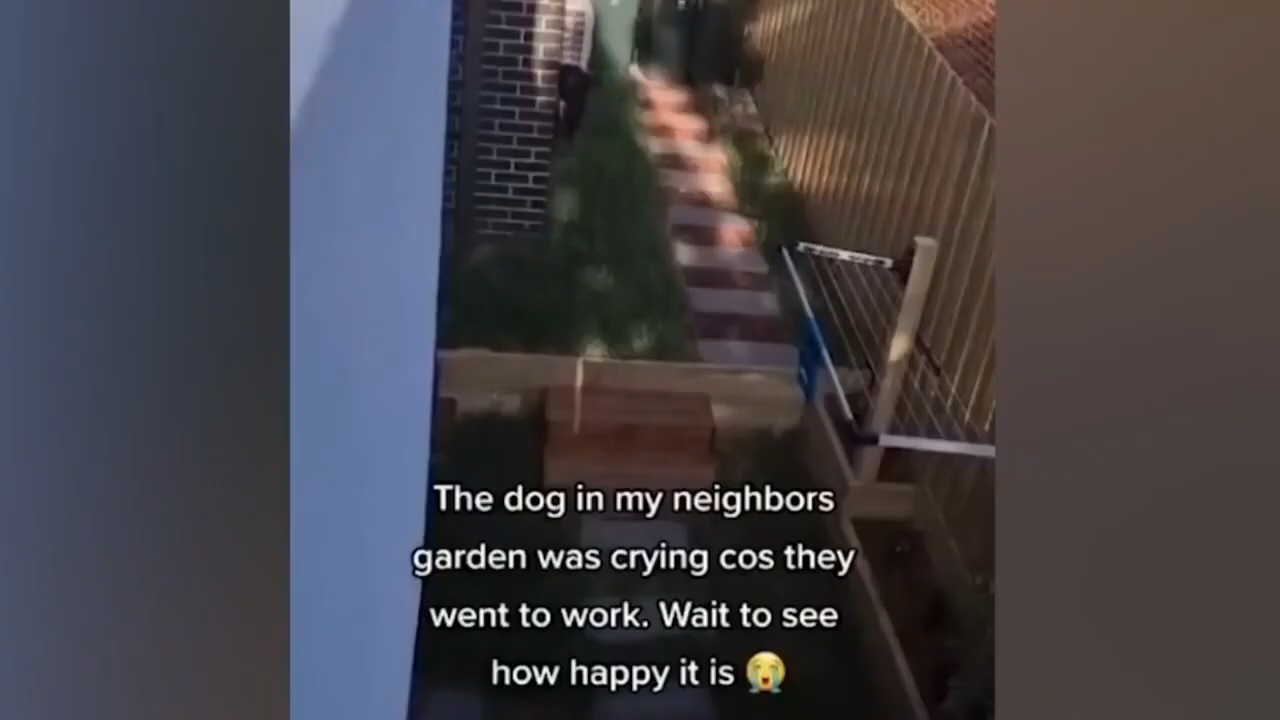 The dog in my neighbors
garden was crying cos they
went to work. Wait to see
how happy it is 😭